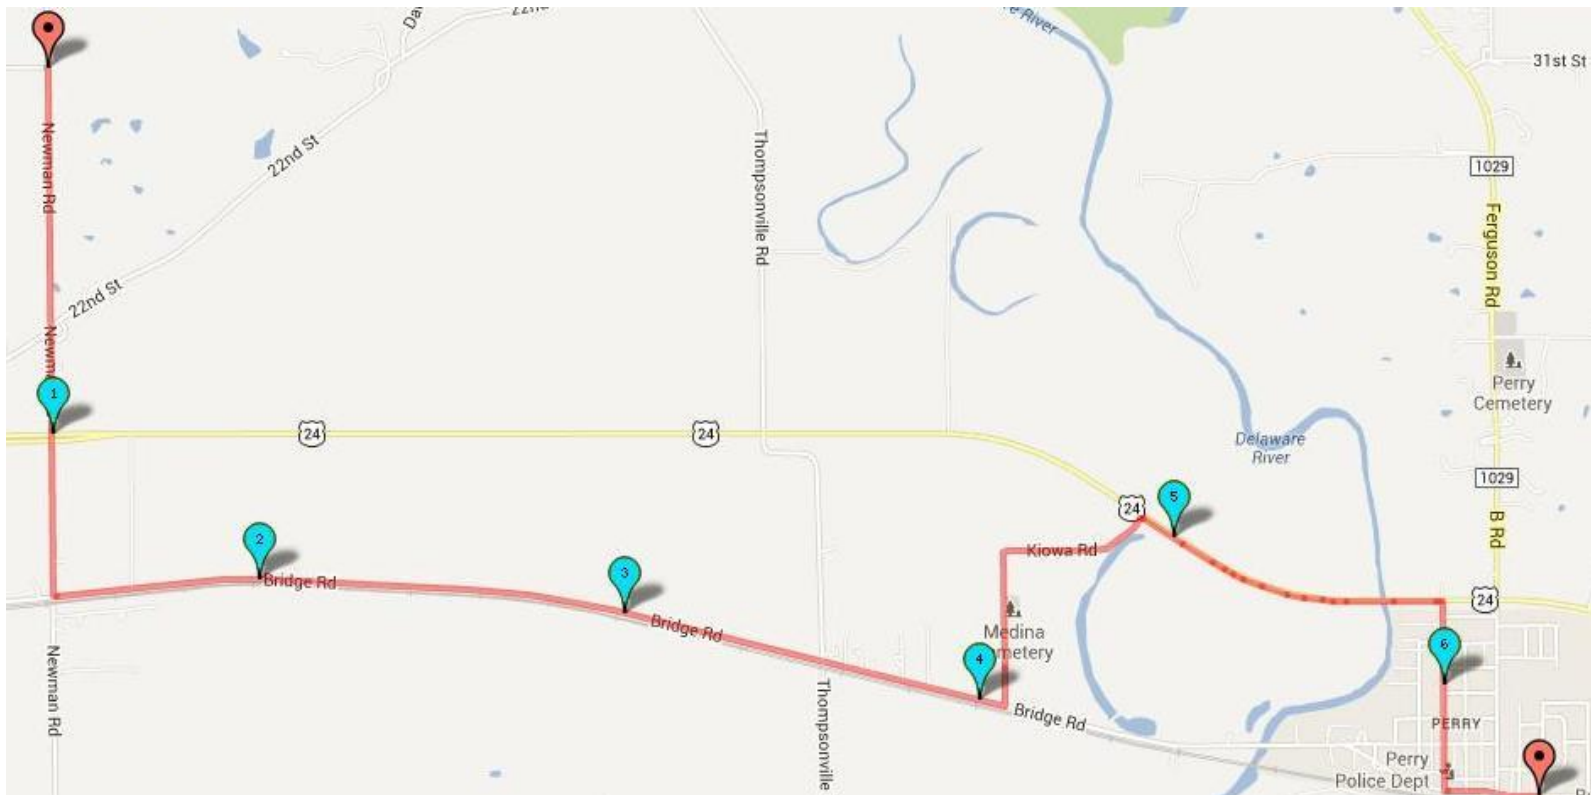 22nd
e River
31st St
Newman Rd
22nd St
Thompsonville Rd
1029
Ferguson Rd
22nd St
Newm
1
Perry
Cemetery
24
24
Delaware
River
1029
5
24
B Rd
2
Kiowa Rd
3
Bridge Rd
24
Bridge Rd
Medina
metery
4
6
Newman Rd
Thompsonville
Bridge Rd
PERRY
Perry
Police Dept